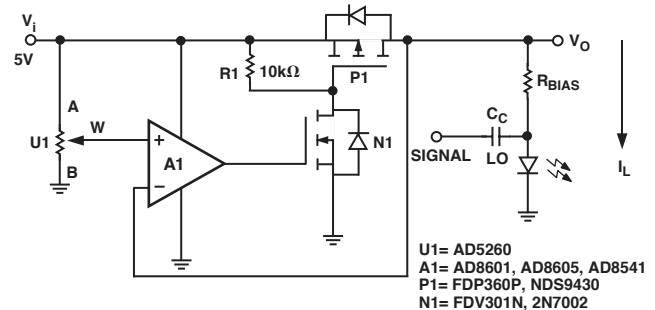 Vi
5V
A
U1
W
B
R1
10kΩ
P1
+
A1
−
N1
VO
RBIAS
CC
SIGNAL
LO
IL
U1= AD5260
A1= AD8601, AD8605, AD8541
P1= FDP360P, NDS9430
N1= FDV301N, 2N7002